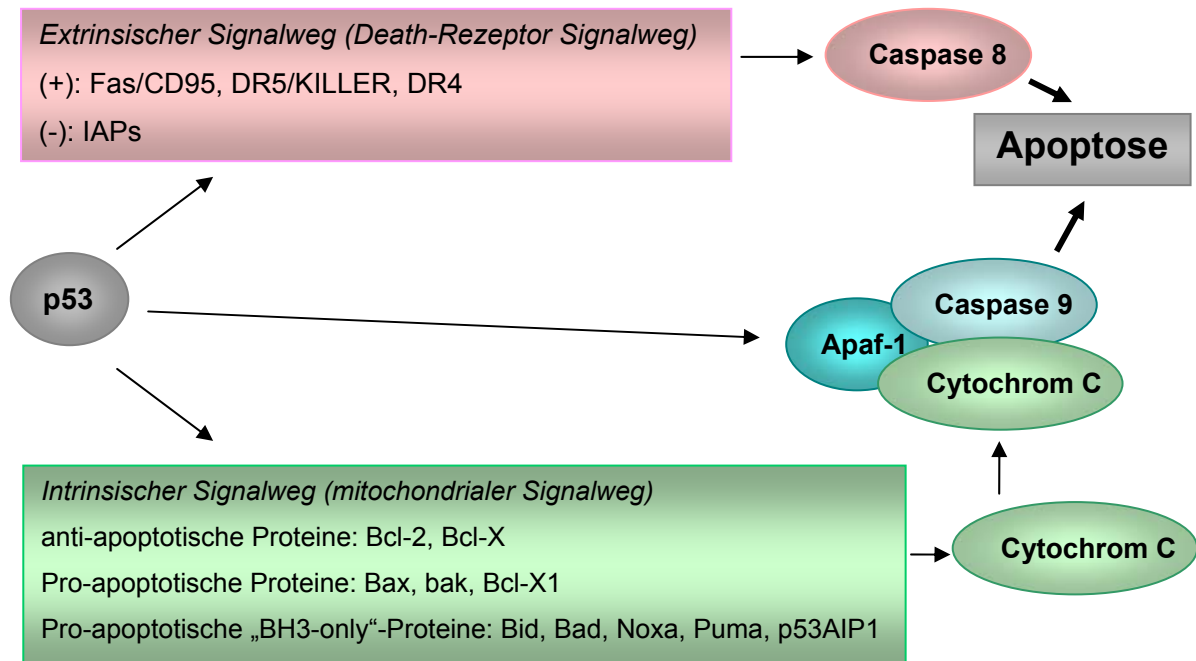 Extrinsischer Signalweg (Death-Rezeptor Signalweg)
(+): Fas/CD95, DR5/KILLER, DR4
(-): IAPs
Caspase 8
Apoptose
p53
Caspase 9
Apaf-1
Cytochrom C
Intrinsischer Signalweg (mitochondrialer Signalweg)
anti-apoptotische Proteine: Bcl-2, Bcl-X
Pro-apoptotische Proteine: Bax, bak, Bcl-X1
Pro-apoptotische „BH3-only“-Proteine: Bid, Bad, Noxa, Puma, p53AIP1
Cytochrom C